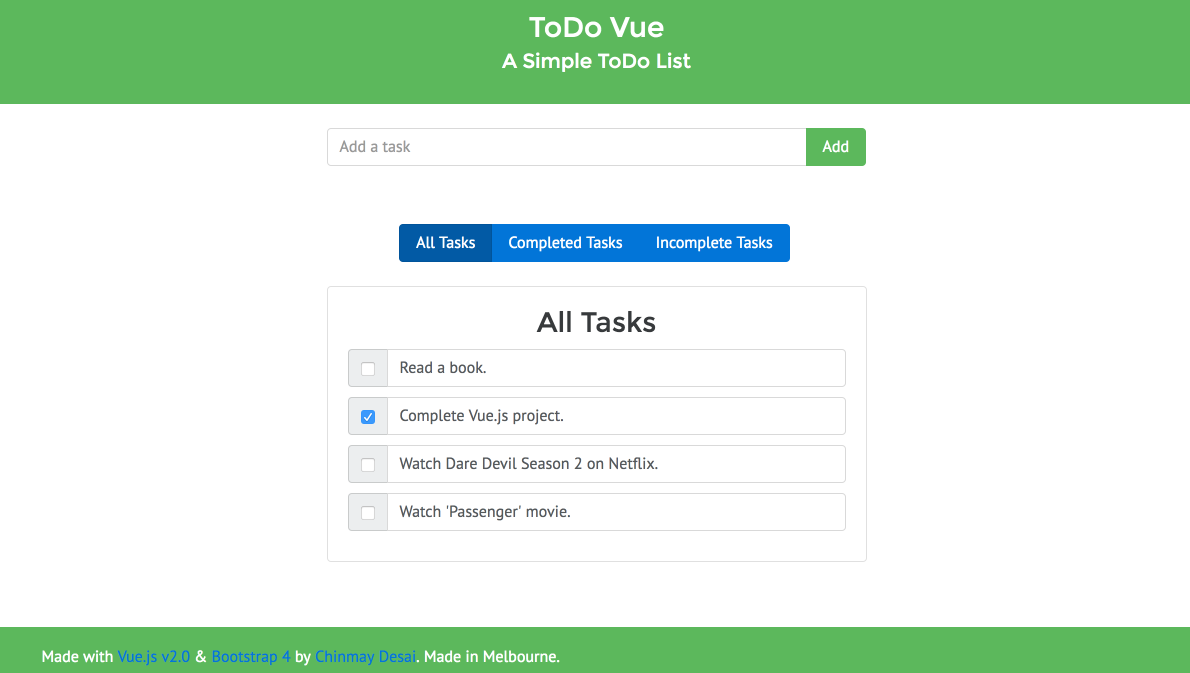 ToDo Vue
A Simple ToDo List
Add a task
Add
All Tasks
Completed Tasks
Incomplete Tasks
All Tasks
Read a book.
Complete Vue.js project.
Watch Dare Devil Season 2 on Netflix.
Watch 'Passenger' movie.
Made with Vue.js v2.0 & Bootstrap 4 by Chinmay Desai. Made in Melbourne.